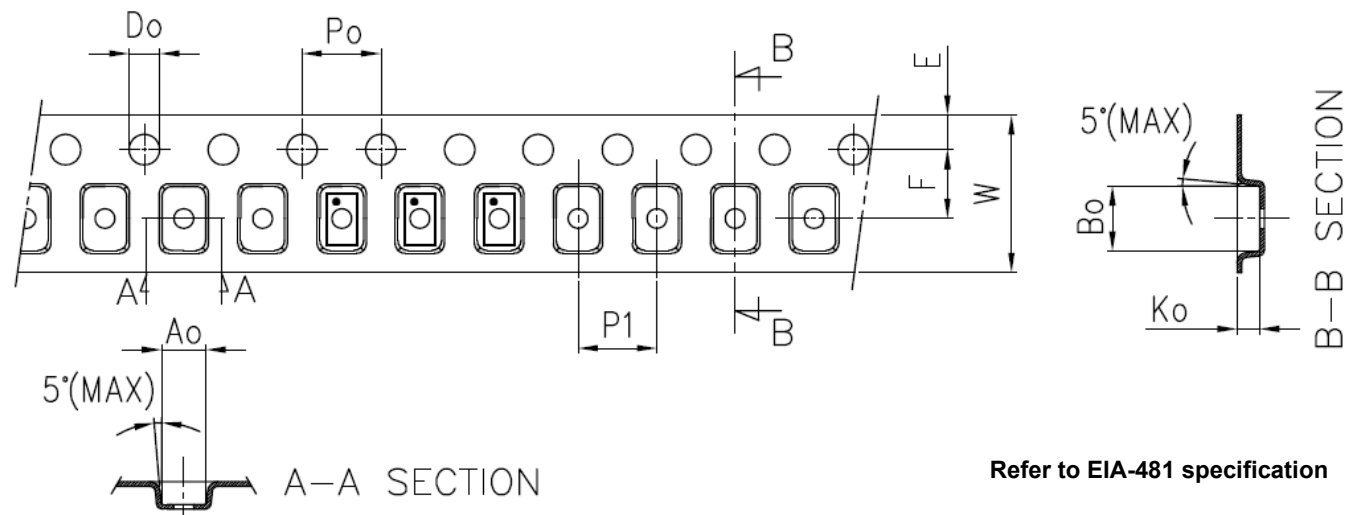 Do
Po
B
E
5°(MAX)
F
W
Bo
B-B SECTION
A
A
Ao
P1
B
Ko
5°(MAX)
A-A SECTION
Refer to EIA-481 specification